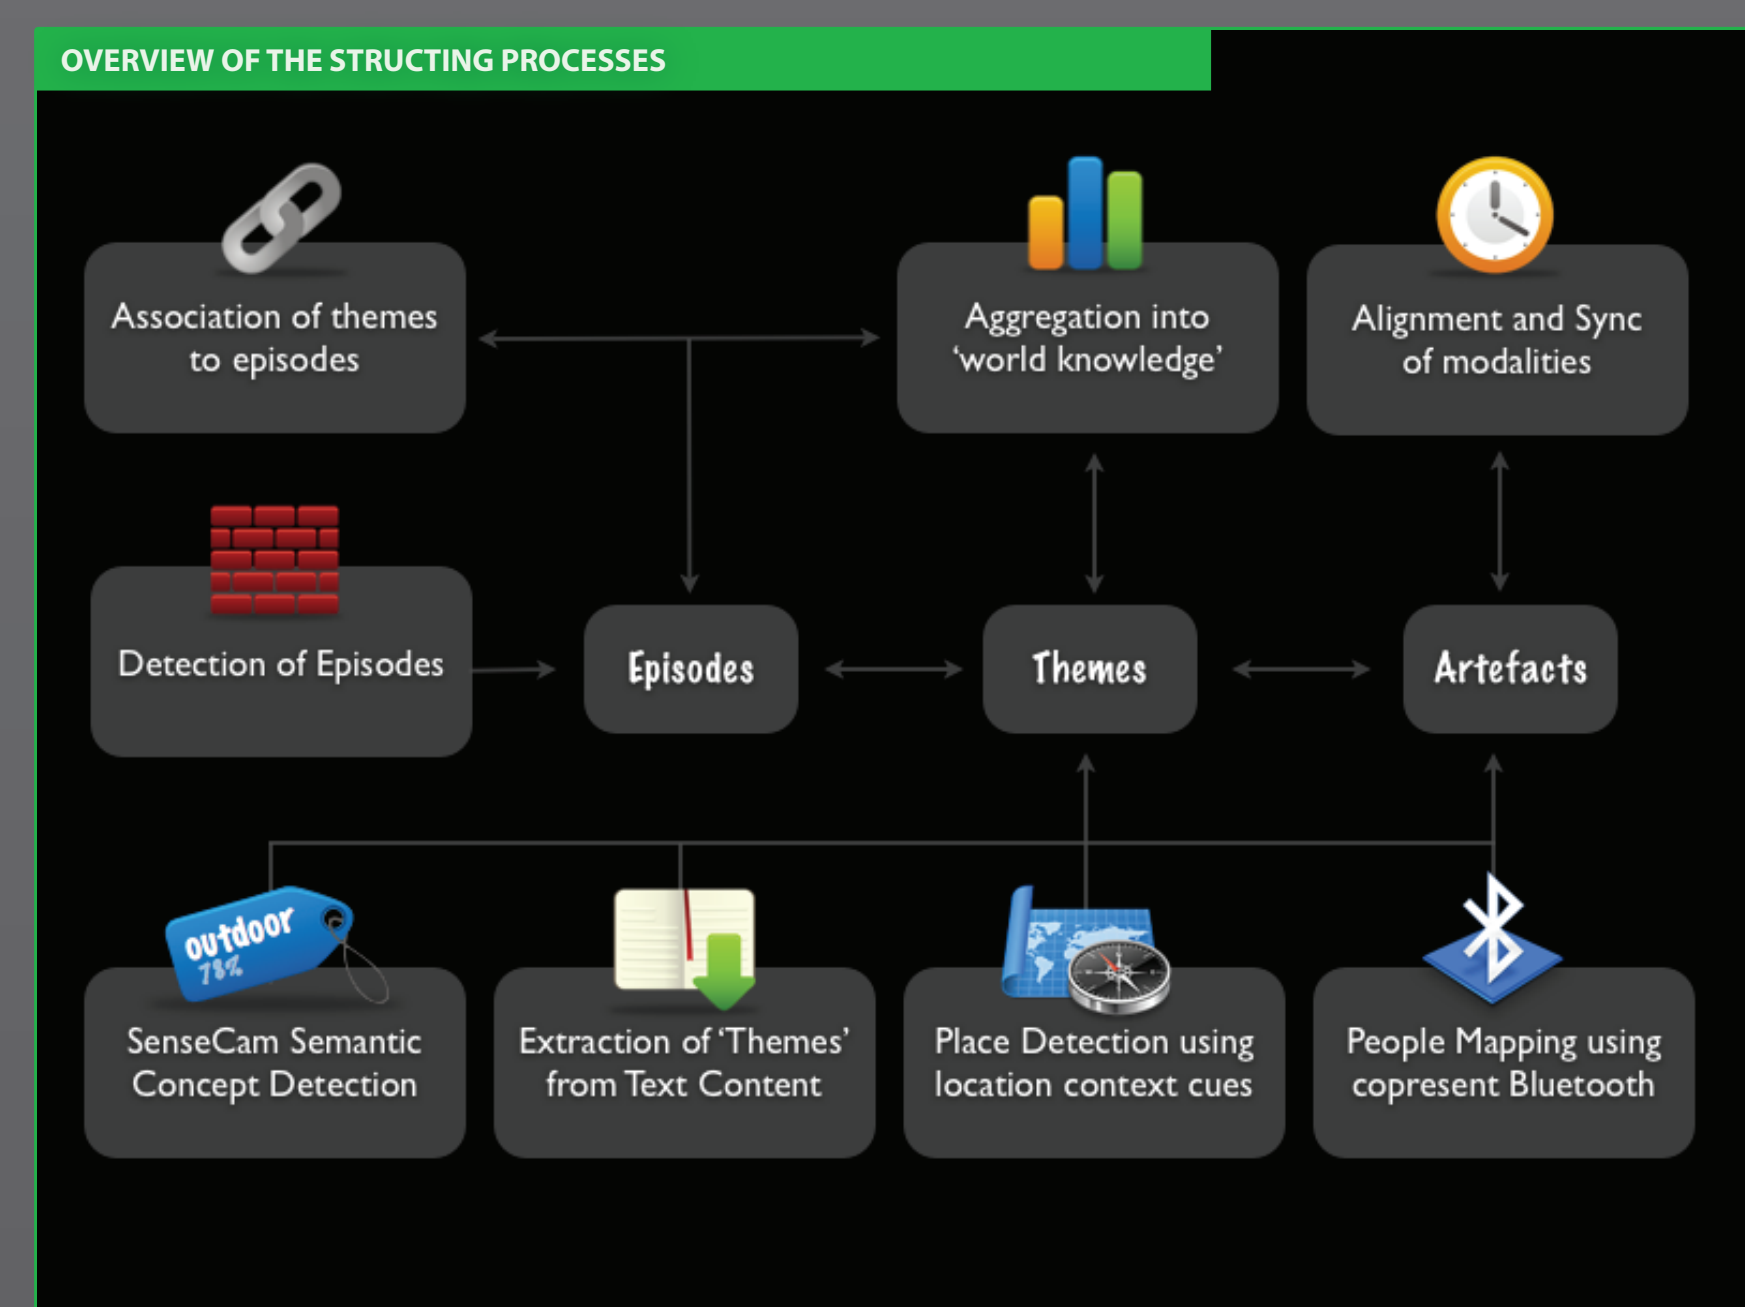 OVERVIEW OF THE STRUCTING PROCESSES
Association of themes
to episodes
Aggregation into
‘world knowledge’
Alignment and Sync
of modalities
Detection of Episodes
Episodes
Themes
Artefacts
outdoor
78%
SenseCam Semantic
Concept Detection
Extraction of ‘Themes’
from Text Content
Place Detection using
location context cues
People Mapping using
copresent Bluetooth